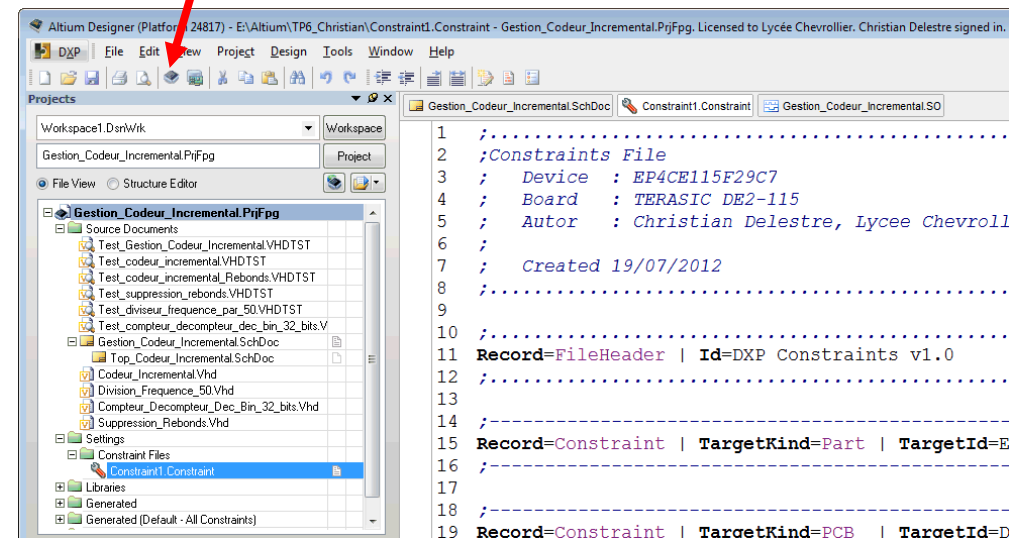 Altium Designer (Platform 24817) - E:\Altium\TP6_Christian\Constraint1.Constraint - Gestion_Codeur_Incremental.PrjFpg. Licensed to Lycée Chevrollier. Christian Delestre signed in.
DXP File Edit View Project Design Tools Window Help
Projects
Gestion_Codeur_Incremental.SchDoc Constraint1.Constraint Gestion_Codeur_Incremental.SO
Workspace1.DsnWrk Workspace
Gestion_Codeur_Incremental.PrjFpg Project
File View Structure Editor
Gestion_Codeur_Incremental.PrjFpg
Source Documents
Test_Gestion_Codeur_Incremental.VHDTST
Test_codeur_incremental.VHDTST
Test_codeur_incremental_Rebonds.VHDTST
Test_suppression_rebonds.VHDTST
Test_diviseur_frequence_par_50.VHDTST
Test_compteur_decompteur_dec_bin_32_bits.V
Gestion_Codeur_Incremental.SchDoc
Top_Codeur_Incremental.SchDoc
Codeur_Incremental.Vhd
Division_Frequence_50.Vhd
Compteur_Decompteur_Dec_Bin_32_bits.Vhd
Suppression_Rebonds.Vhd
Settings
Constraint Files
Constraint1.Constraint
Libraries
Generated
Generated (Default - All Constraints)
1 ;................................................
2 ;Constraints File
3 ; Device : EP4CE115F29C7
4 ; Board : TERASIC DE2-115
5 ; Autor : Christian Delestre, Lycee Chevroll
6 ;
7 ; Created 19/07/2012
8 ;................................................
9
10 ;................................................
11 Record=FileHeader | Id=DXP Constraints v1.0
12 ;................................................
13
14 ;------------------------------------------------
15 Record=Constraint | TargetKind=Part | TargetId=E
16 ;------------------------------------------------
17
18 ;------------------------------------------------
19 Record=Constraint | TargetKind=PCB | TargetId=D